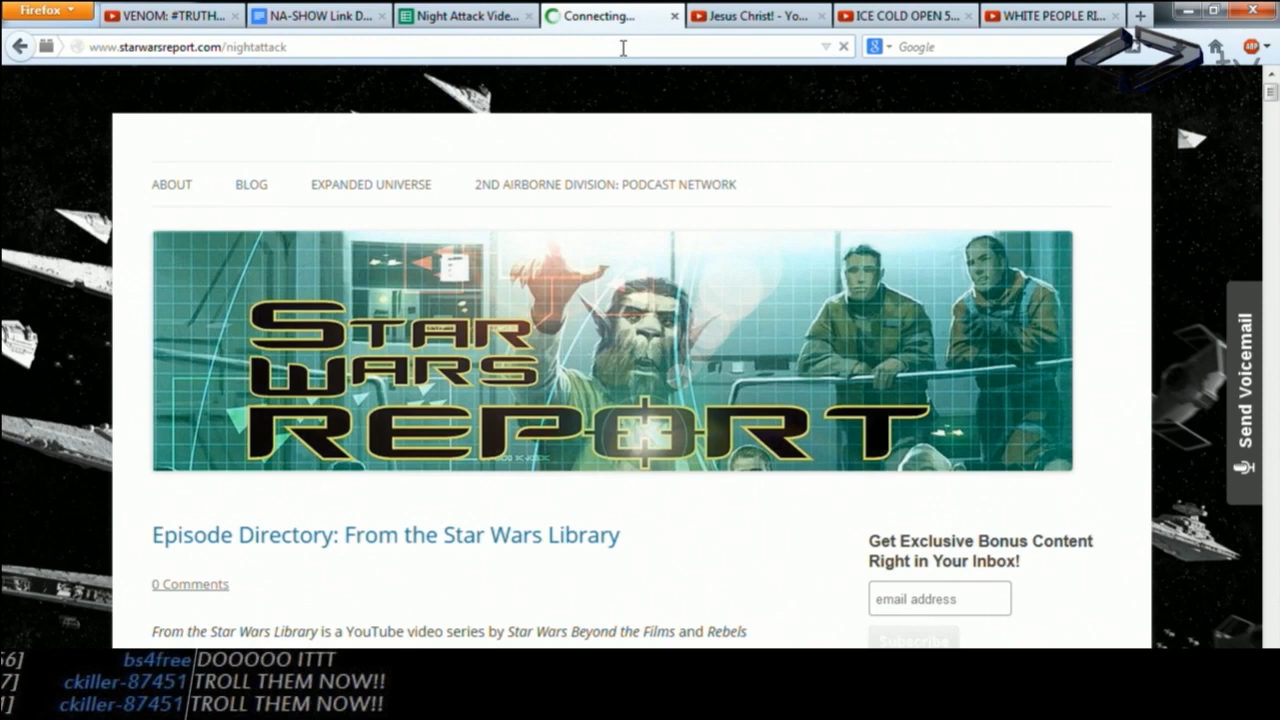 Firefox
VENOM: #TRUTH...
NA-SHOW Link D...
Night Attack Vide...
Connecting...
Jesus Christ! - Yo...
ICE COLD OPEN 5...
WHITE PEOPLE RI...
www.starwarsreport.com/nightattack
Google
ABP
tv
ABOUT
BLOG
EXPANDED UNIVERSE
2ND AIRBORNE DIVISION: PODCAST NETWORK
STAR
WARS
REPORT
Send Voicemail
Episode Directory: From the Star Wars Library
Get Exclusive Bonus Content
Right in Your Inbox!
0 Comments
email address
From the Star Wars Library is a YouTube video series by Star Wars Beyond the Films and Rebels
Subscribe
56] bs4free DOOOOO ITTT
7] ckiller-87451 TROLL THEM NOW!!
1] ckiller-87451 TROLL THEM NOW!!